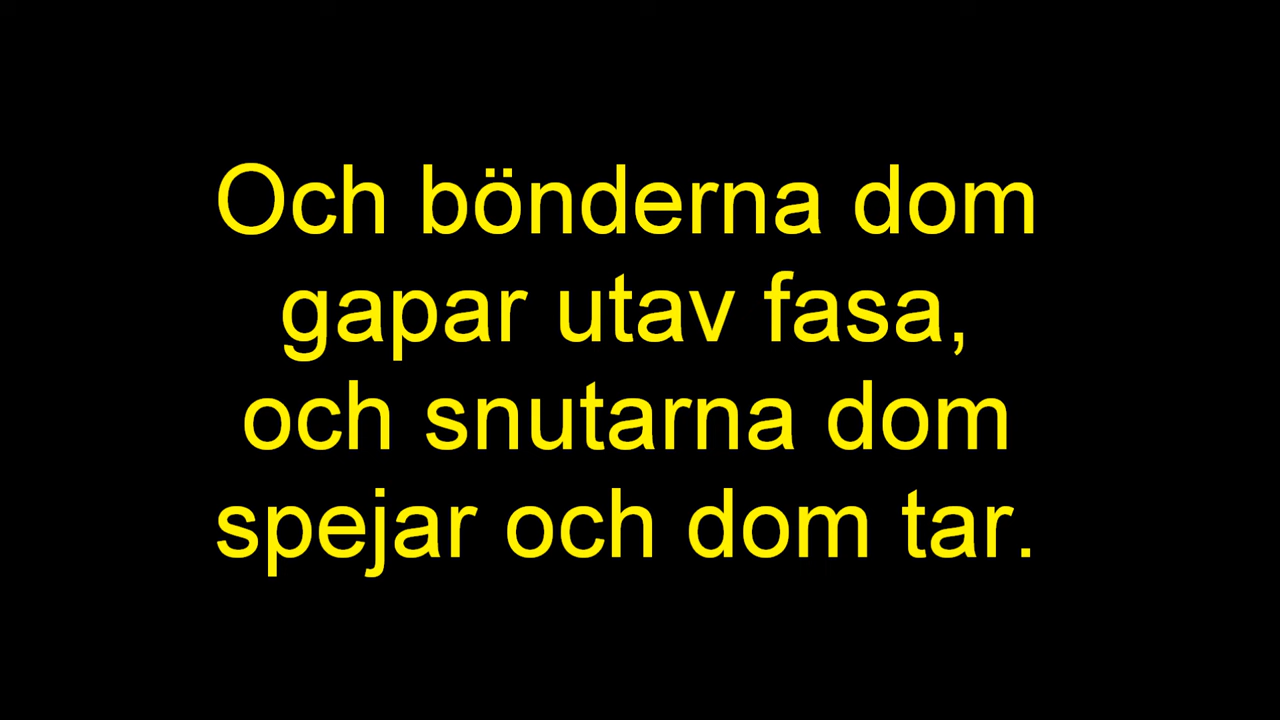 Och bönderna dom
gapar utav fasa,
och snutarna dom
spejar och dom tar.